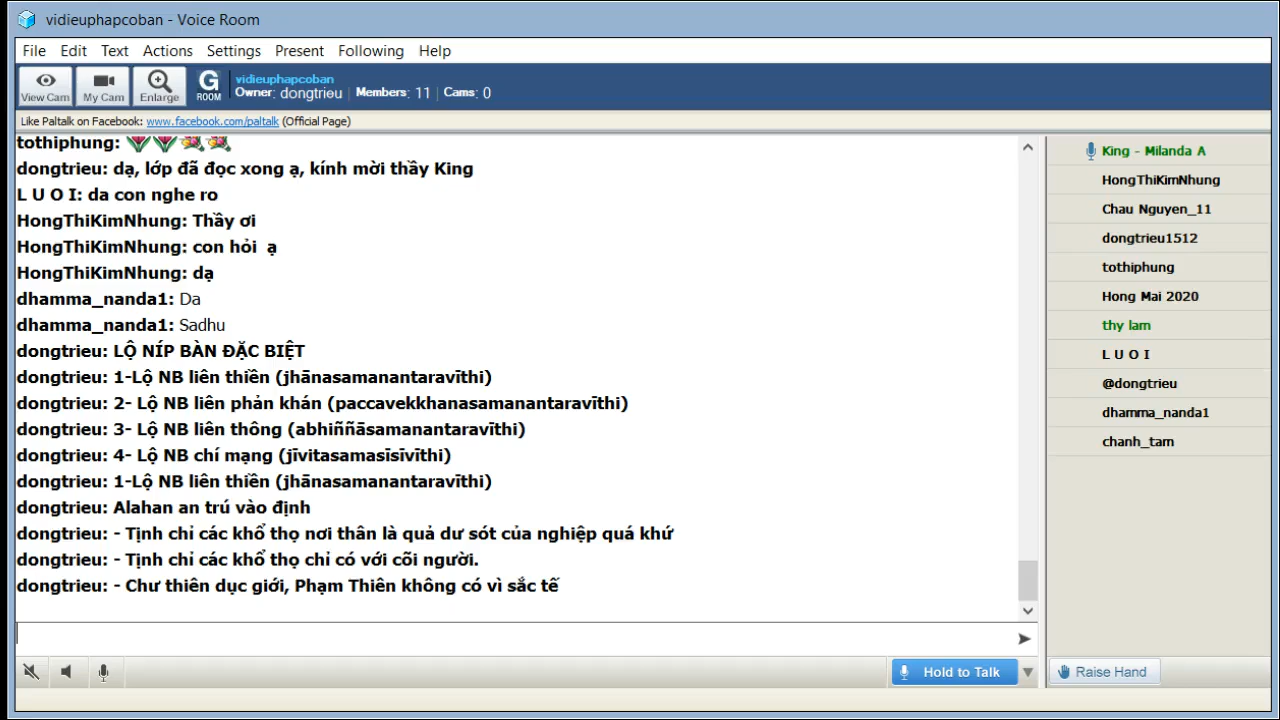 vidieuphapcoban - Voice Room
File Edit Text Actions Settings Present Following Help
View Cam My Cam Enlarge G ROOM
vidieuphapcoban
Owner: dongtrieu | Members: 11 | Cams: 0
Like Paltalk on Facebook: www.facebook.com/paltalk (Official Page)
tothiphung:
dongtrieu: dạ, lớp đã đọc xong ạ, kính mời thầy King
L U O I: da con nghe ro
HongThiKimNhung: Thầy ơi
HongThiKimNhung: con hỏi ạ
HongThiKimNhung: dạ
dhamma_nanda1: Da
dhamma_nanda1: Sadhu
dongtrieu: LỘ NÍP BÀN ĐẶC BIỆT
dongtrieu: 1-Lộ NB liên thiền (jhānasamanantaravīthi)
dongtrieu: 2- Lộ NB liên phản khán (paccavekkhanasamanantaravīthi)
dongtrieu: 3- Lộ NB liên thông (abhiññāsamanantaravīthi)
dongtrieu: 4- Lộ NB chí mạng (jīvitasamasīsīvīthi)
dongtrieu: 1-Lộ NB liên thiền (jhānasamanantaravīthi)
dongtrieu: Alahan an trú vào định
dongtrieu: - Tịnh chỉ các khổ thọ nơi thân là quả dư sót của nghiệp quá khứ
dongtrieu: - Tịnh chỉ các khổ thọ chỉ có với cõi người.
dongtrieu: - Chư thiên dục giới, Phạm Thiên không có vì sắc tế
King - Milanda A
HongThiKimNhung
Chau Nguyen_11
dongtrieu1512
tothiphung
Hong Mai 2020
thy lam
L U O I
@dongtrieu
dhamma_nanda1
chanh_tam
Hold to Talk
Raise Hand